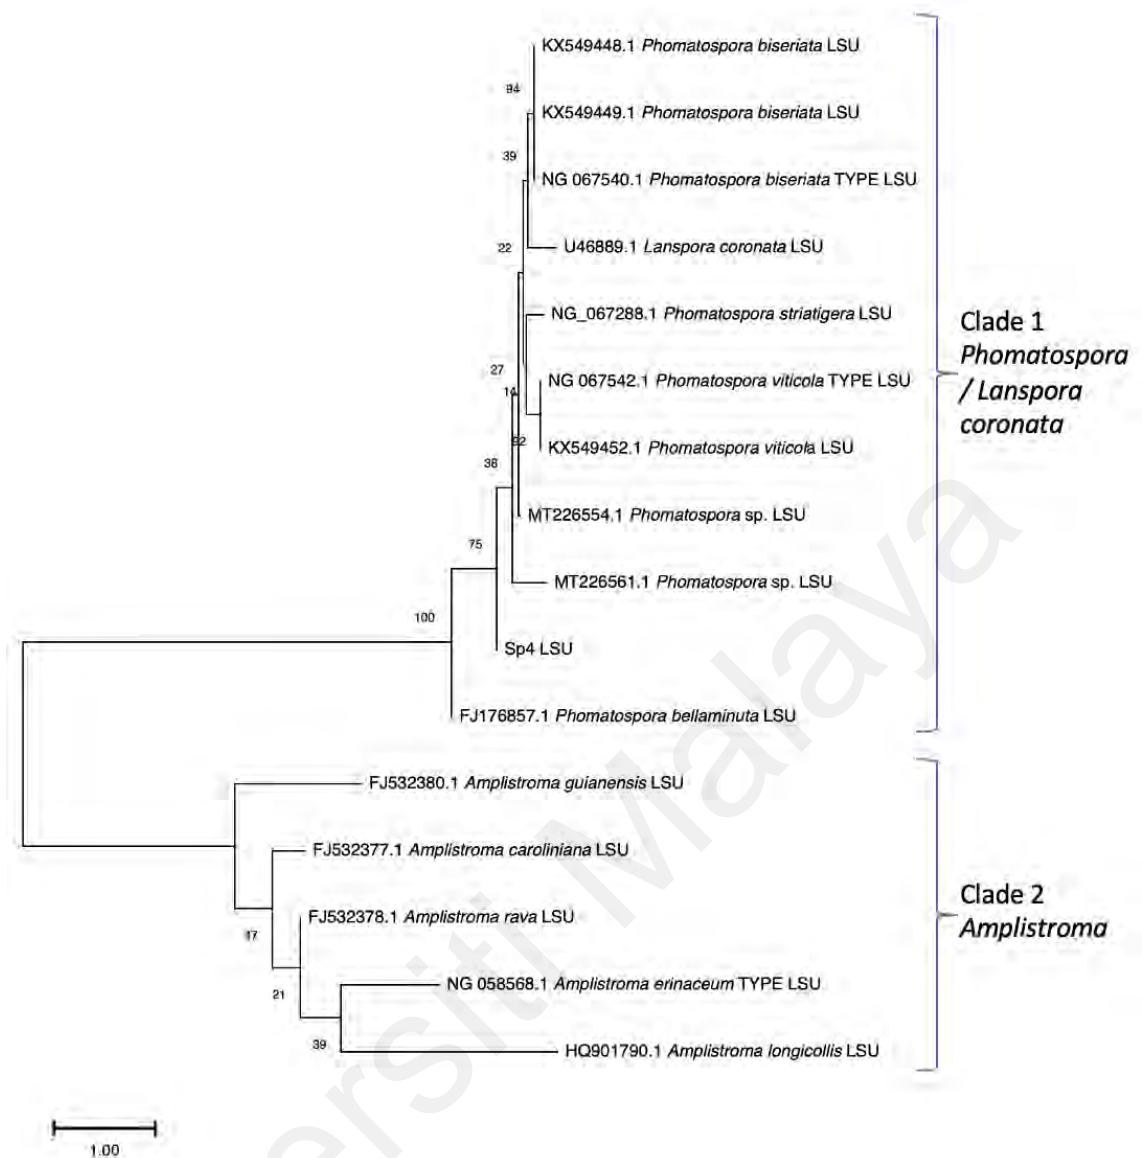 KX549448.1 Phomatospora biseriata LSU
94
KX549449.1 Phomatospora biseriata LSU
39
NG 067540.1 Phomatospora biseriata TYPE LSU
22
U46889.1 Lanspora coronata LSU
NG_067288.1 Phomatospora striatigera LSU
Clade 1
Phomatospora
/ Lanspora
coronata
27
NG 067542.1 Phomatospora viticola TYPE LSU
14
92
KX549452.1 Phomatospora viticola LSU
38
MT226554.1 Phomatospora sp. LSU
75
MT226561.1 Phomatospora sp. LSU
100
Sp4 LSU
FJ176857.1 Phomatospora bellaminuta LSU
FJ532380.1 Amplistroma guianensis LSU
FJ532377.1 Amplistroma caroliniana LSU
Clade 2
Amplistroma
FJ532378.1 Amplistroma rava LSU
NG 058568.1 Amplistroma erinaceum TYPE LSU
21
39
HQ901790.1 Amplistroma longicollis LSU
1.00
ersiti Malaya